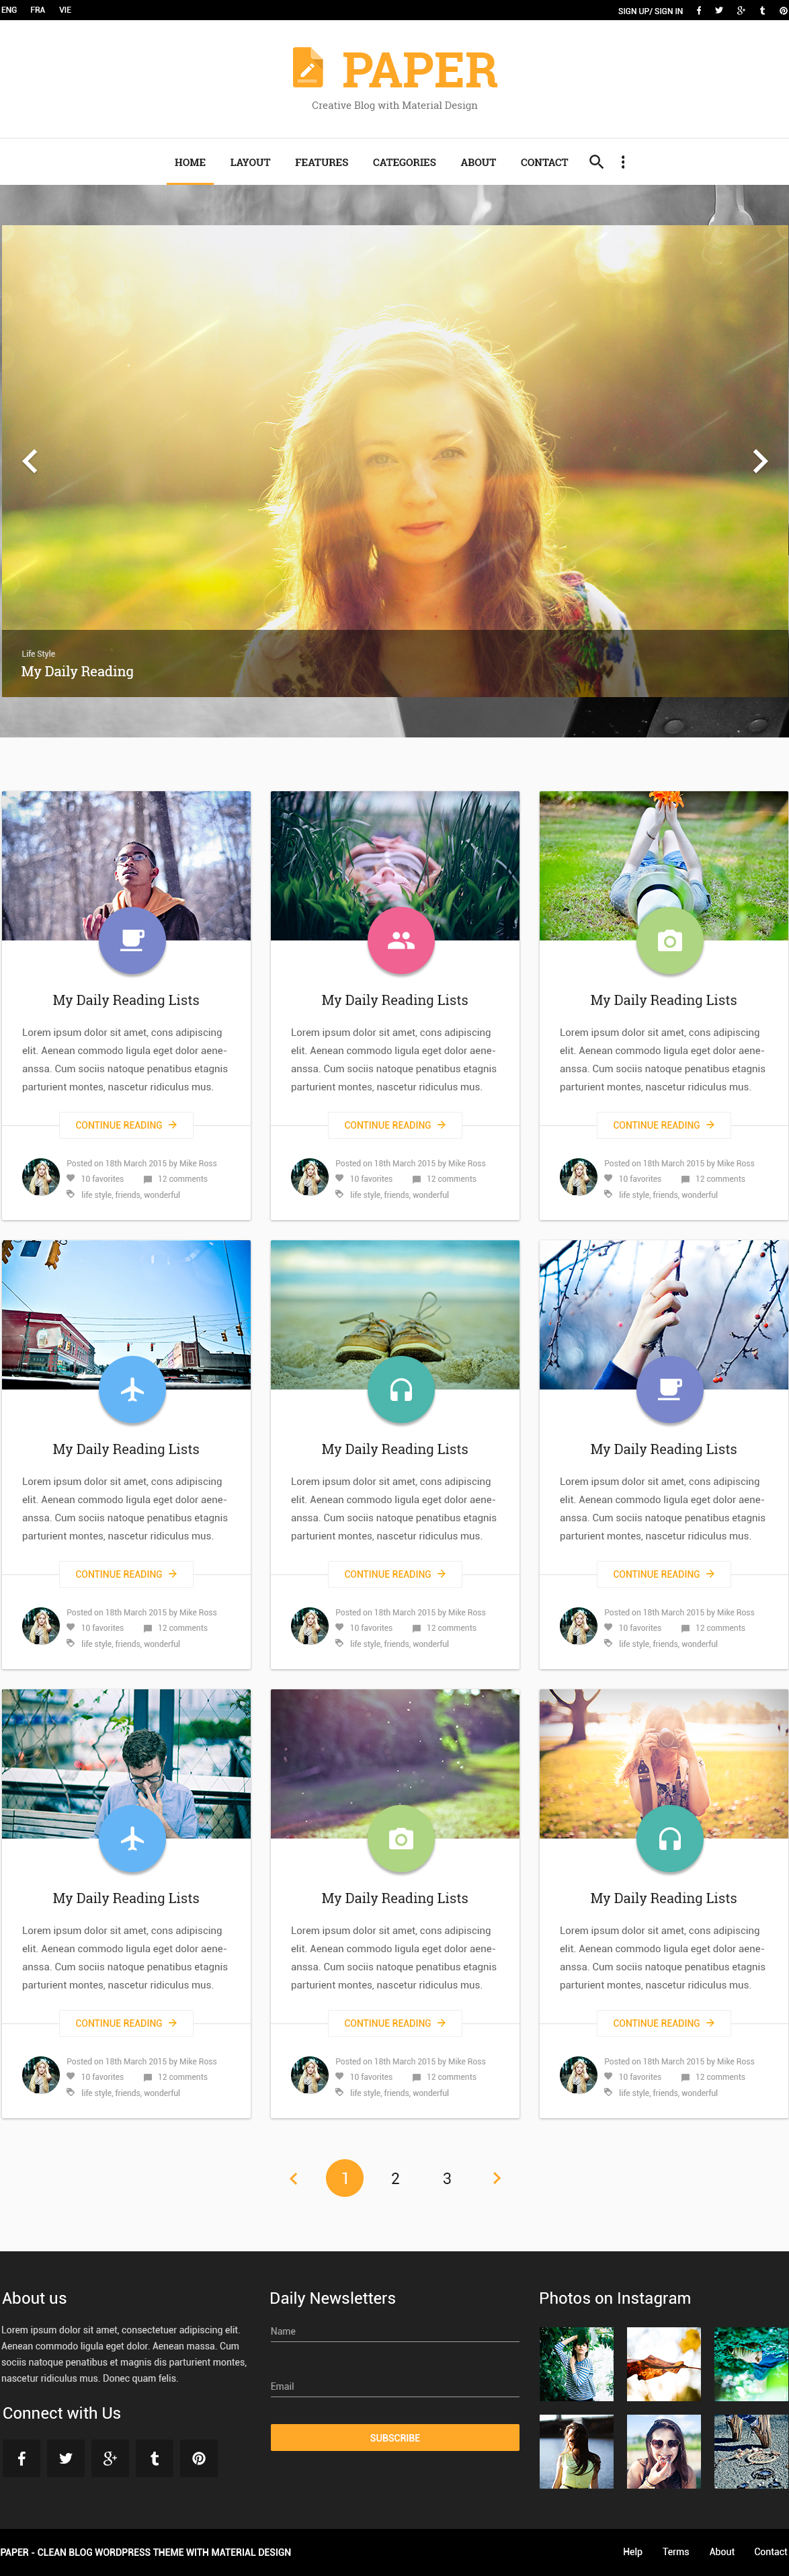 ENG FRA VIE SIGN UP/ SIGN IN
PAPER
Creative Blog with Material Design
HOME LAYOUT FEATURES CATEGORIES ABOUT CONTACT
Life Style
My Daily Reading
My Daily Reading Lists
Lorem ipsum dolor sit amet, cons adipiscing
elit. Aenean commodo ligula eget dolor aene-
anssa. Cum sociis natoque penatibus etagnis
parturient montes, nascetur ridiculus mus.
CONTINUE READING
Posted on 18th March 2015 by Mike Ross
10 favorites 12 comments
life style, friends, wonderful
My Daily Reading Lists
Lorem ipsum dolor sit amet, cons adipiscing
elit. Aenean commodo ligula eget dolor aene-
anssa. Cum sociis natoque penatibus etagnis
parturient montes, nascetur ridiculus mus.
CONTINUE READING
Posted on 18th March 2015 by Mike Ross
10 favorites 12 comments
life style, friends, wonderful
My Daily Reading Lists
Lorem ipsum dolor sit amet, cons adipiscing
elit. Aenean commodo ligula eget dolor aene-
anssa. Cum sociis natoque penatibus etagnis
parturient montes, nascetur ridiculus mus.
CONTINUE READING
Posted on 18th March 2015 by Mike Ross
10 favorites 12 comments
life style, friends, wonderful
My Daily Reading Lists
Lorem ipsum dolor sit amet, cons adipiscing
elit. Aenean commodo ligula eget dolor aene-
anssa. Cum sociis natoque penatibus etagnis
parturient montes, nascetur ridiculus mus.
CONTINUE READING
Posted on 18th March 2015 by Mike Ross
10 favorites 12 comments
life style, friends, wonderful
My Daily Reading Lists
Lorem ipsum dolor sit amet, cons adipiscing
elit. Aenean commodo ligula eget dolor aene-
anssa. Cum sociis natoque penatibus etagnis
parturient montes, nascetur ridiculus mus.
CONTINUE READING
Posted on 18th March 2015 by Mike Ross
10 favorites 12 comments
life style, friends, wonderful
My Daily Reading Lists
Lorem ipsum dolor sit amet, cons adipiscing
elit. Aenean commodo ligula eget dolor aene-
anssa. Cum sociis natoque penatibus etagnis
parturient montes, nascetur ridiculus mus.
CONTINUE READING
Posted on 18th March 2015 by Mike Ross
10 favorites 12 comments
life style, friends, wonderful
My Daily Reading Lists
Lorem ipsum dolor sit amet, cons adipiscing
elit. Aenean commodo ligula eget dolor aene-
anssa. Cum sociis natoque penatibus etagnis
parturient montes, nascetur ridiculus mus.
CONTINUE READING
Posted on 18th March 2015 by Mike Ross
10 favorites 12 comments
life style, friends, wonderful
My Daily Reading Lists
Lorem ipsum dolor sit amet, cons adipiscing
elit. Aenean commodo ligula eget dolor aene-
anssa. Cum sociis natoque penatibus etagnis
parturient montes, nascetur ridiculus mus.
CONTINUE READING
Posted on 18th March 2015 by Mike Ross
10 favorites 12 comments
life style, friends, wonderful
My Daily Reading Lists
Lorem ipsum dolor sit amet, cons adipiscing
elit. Aenean commodo ligula eget dolor aene-
anssa. Cum sociis natoque penatibus etagnis
parturient montes, nascetur ridiculus mus.
CONTINUE READING
Posted on 18th March 2015 by Mike Ross
10 favorites 12 comments
life style, friends, wonderful
1 2 3
About us
Lorem ipsum dolor sit amet, consectetuer adipiscing elit.
Aenean commodo ligula eget dolor. Aenean massa. Cum
sociis natoque penatibus et magnis dis parturient montes,
nascetur ridiculus mus. Donec quam felis.
Connect with Us
Daily Newsletters
Name
Email
SUBSCRIBE
Photos on Instagram
PAPER - CLEAN BLOG WORDPRESS THEME WITH MATERIAL DESIGN
Help Terms About Contact